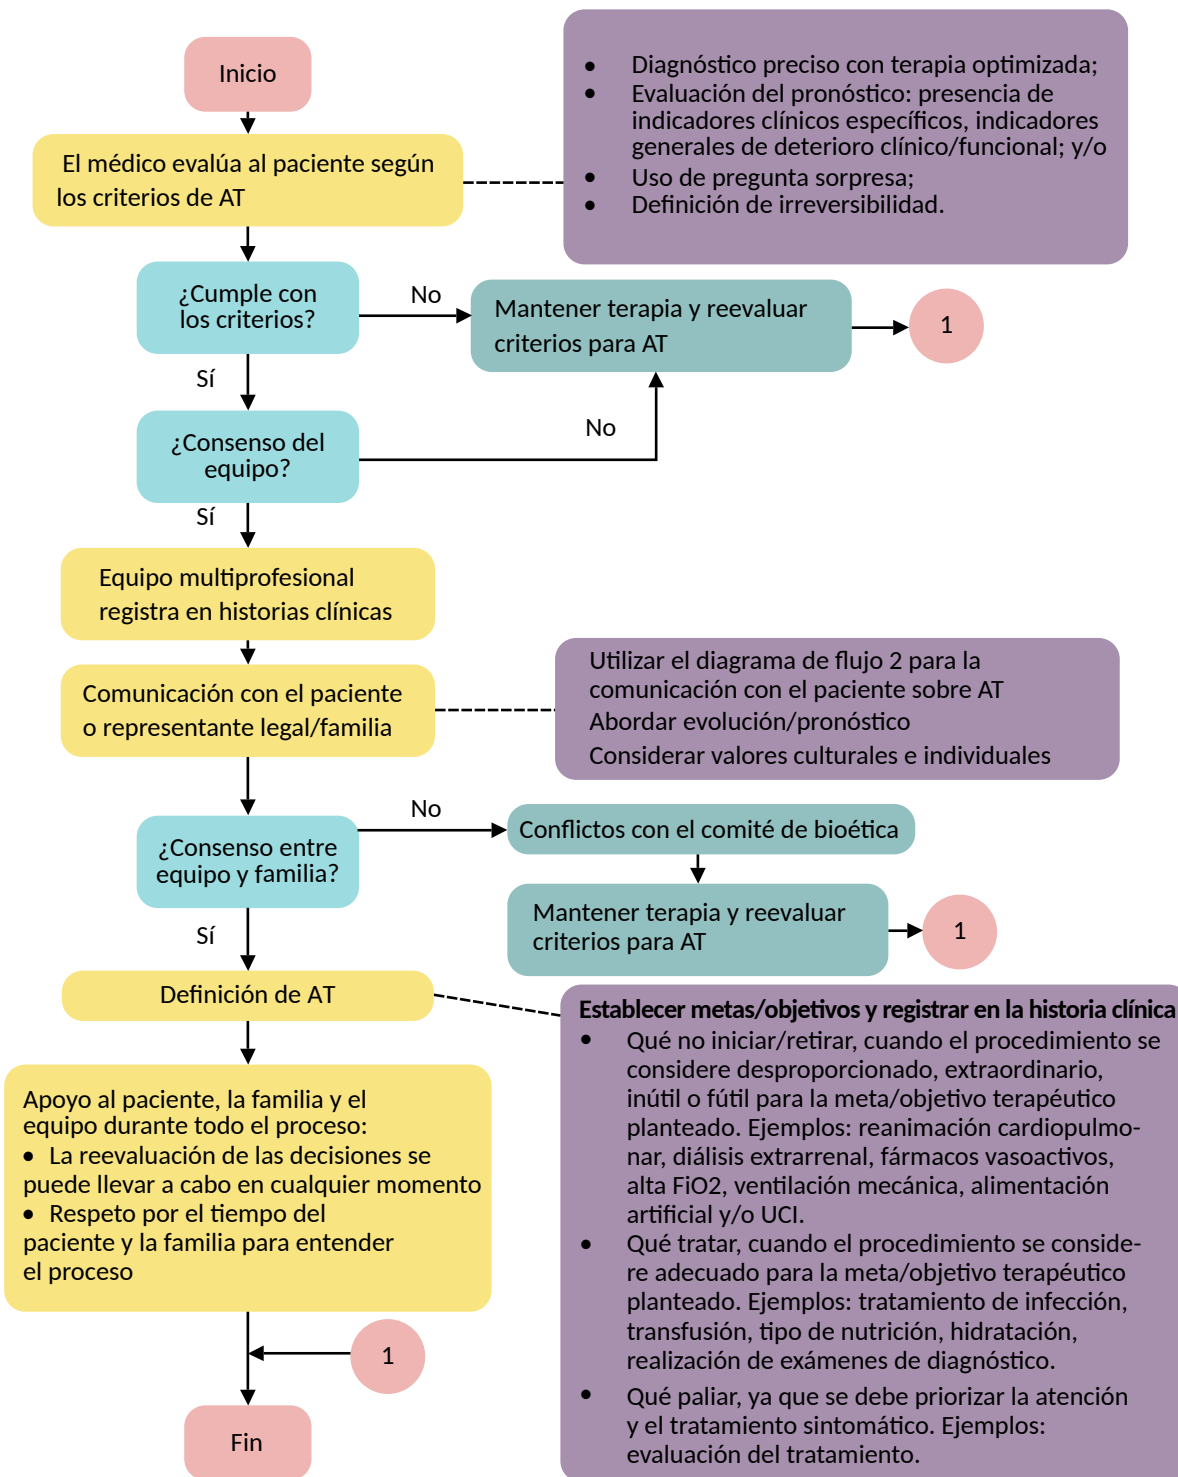 Inicio
• Diagnóstico preciso con terapia optimizada;
• Evaluación del pronóstico: presencia de
indicadores clínicos específicos, indicadores
generales de deterioro clínico/funcional; y/o
• Uso de pregunta sorpresa;
• Definición de irreversibilidad.
El médico evalúa al paciente según
los criterios de AT
¿Cumple con
los criterios?
No
Mantener terapia y reevaluar
criterios para AT
1
Sí
¿Consenso del
equipo?
No
Sí
Equipo multiprofesional
registra en historias clínicas
Comunicación con el paciente
o representante legal/familia
Utilizar el diagrama de flujo 2 para la
comunicación con el paciente sobre AT
Abordar evolución/pronóstico
Considerar valores culturales e individuales
¿Consenso entre
equipo y familia?
No
Conflictos con el comité de bioética
Mantener terapia y reevaluar
criterios para AT
1
Sí
Definición de AT
Establecer metas/objetivos y registrar en la historia clínica
• Qué no iniciar/retirar, cuando el procedimiento se
considere desproporcionado, extraordinario,
inútil o fútil para la meta/objetivo terapéutico
planteado. Ejemplos: reanimación cardiopulmo-
nar, diálisis extrarrenal, fármacos vasoactivos,
alta FiO2, ventilación mecánica, alimentación
artificial y/o UCI.
• Qué tratar, cuando el procedimiento se conside-
re adecuado para la meta/objetivo terapéutico
planteado. Ejemplos: tratamiento de infección,
transfusión, tipo de nutrición, hidratación,
realización de exámenes de diagnóstico.
• Qué paliar, ya que se debe priorizar la atención
y el tratamiento sintomático. Ejemplos:
evaluación del tratamiento.
Apoyo al paciente, la familia y el
equipo durante todo el proceso:
• La reevaluación de las decisiones se
puede llevar a cabo en cualquier momento
• Respeto por el tiempo del
paciente y la familia para entender
el proceso
1
Fin